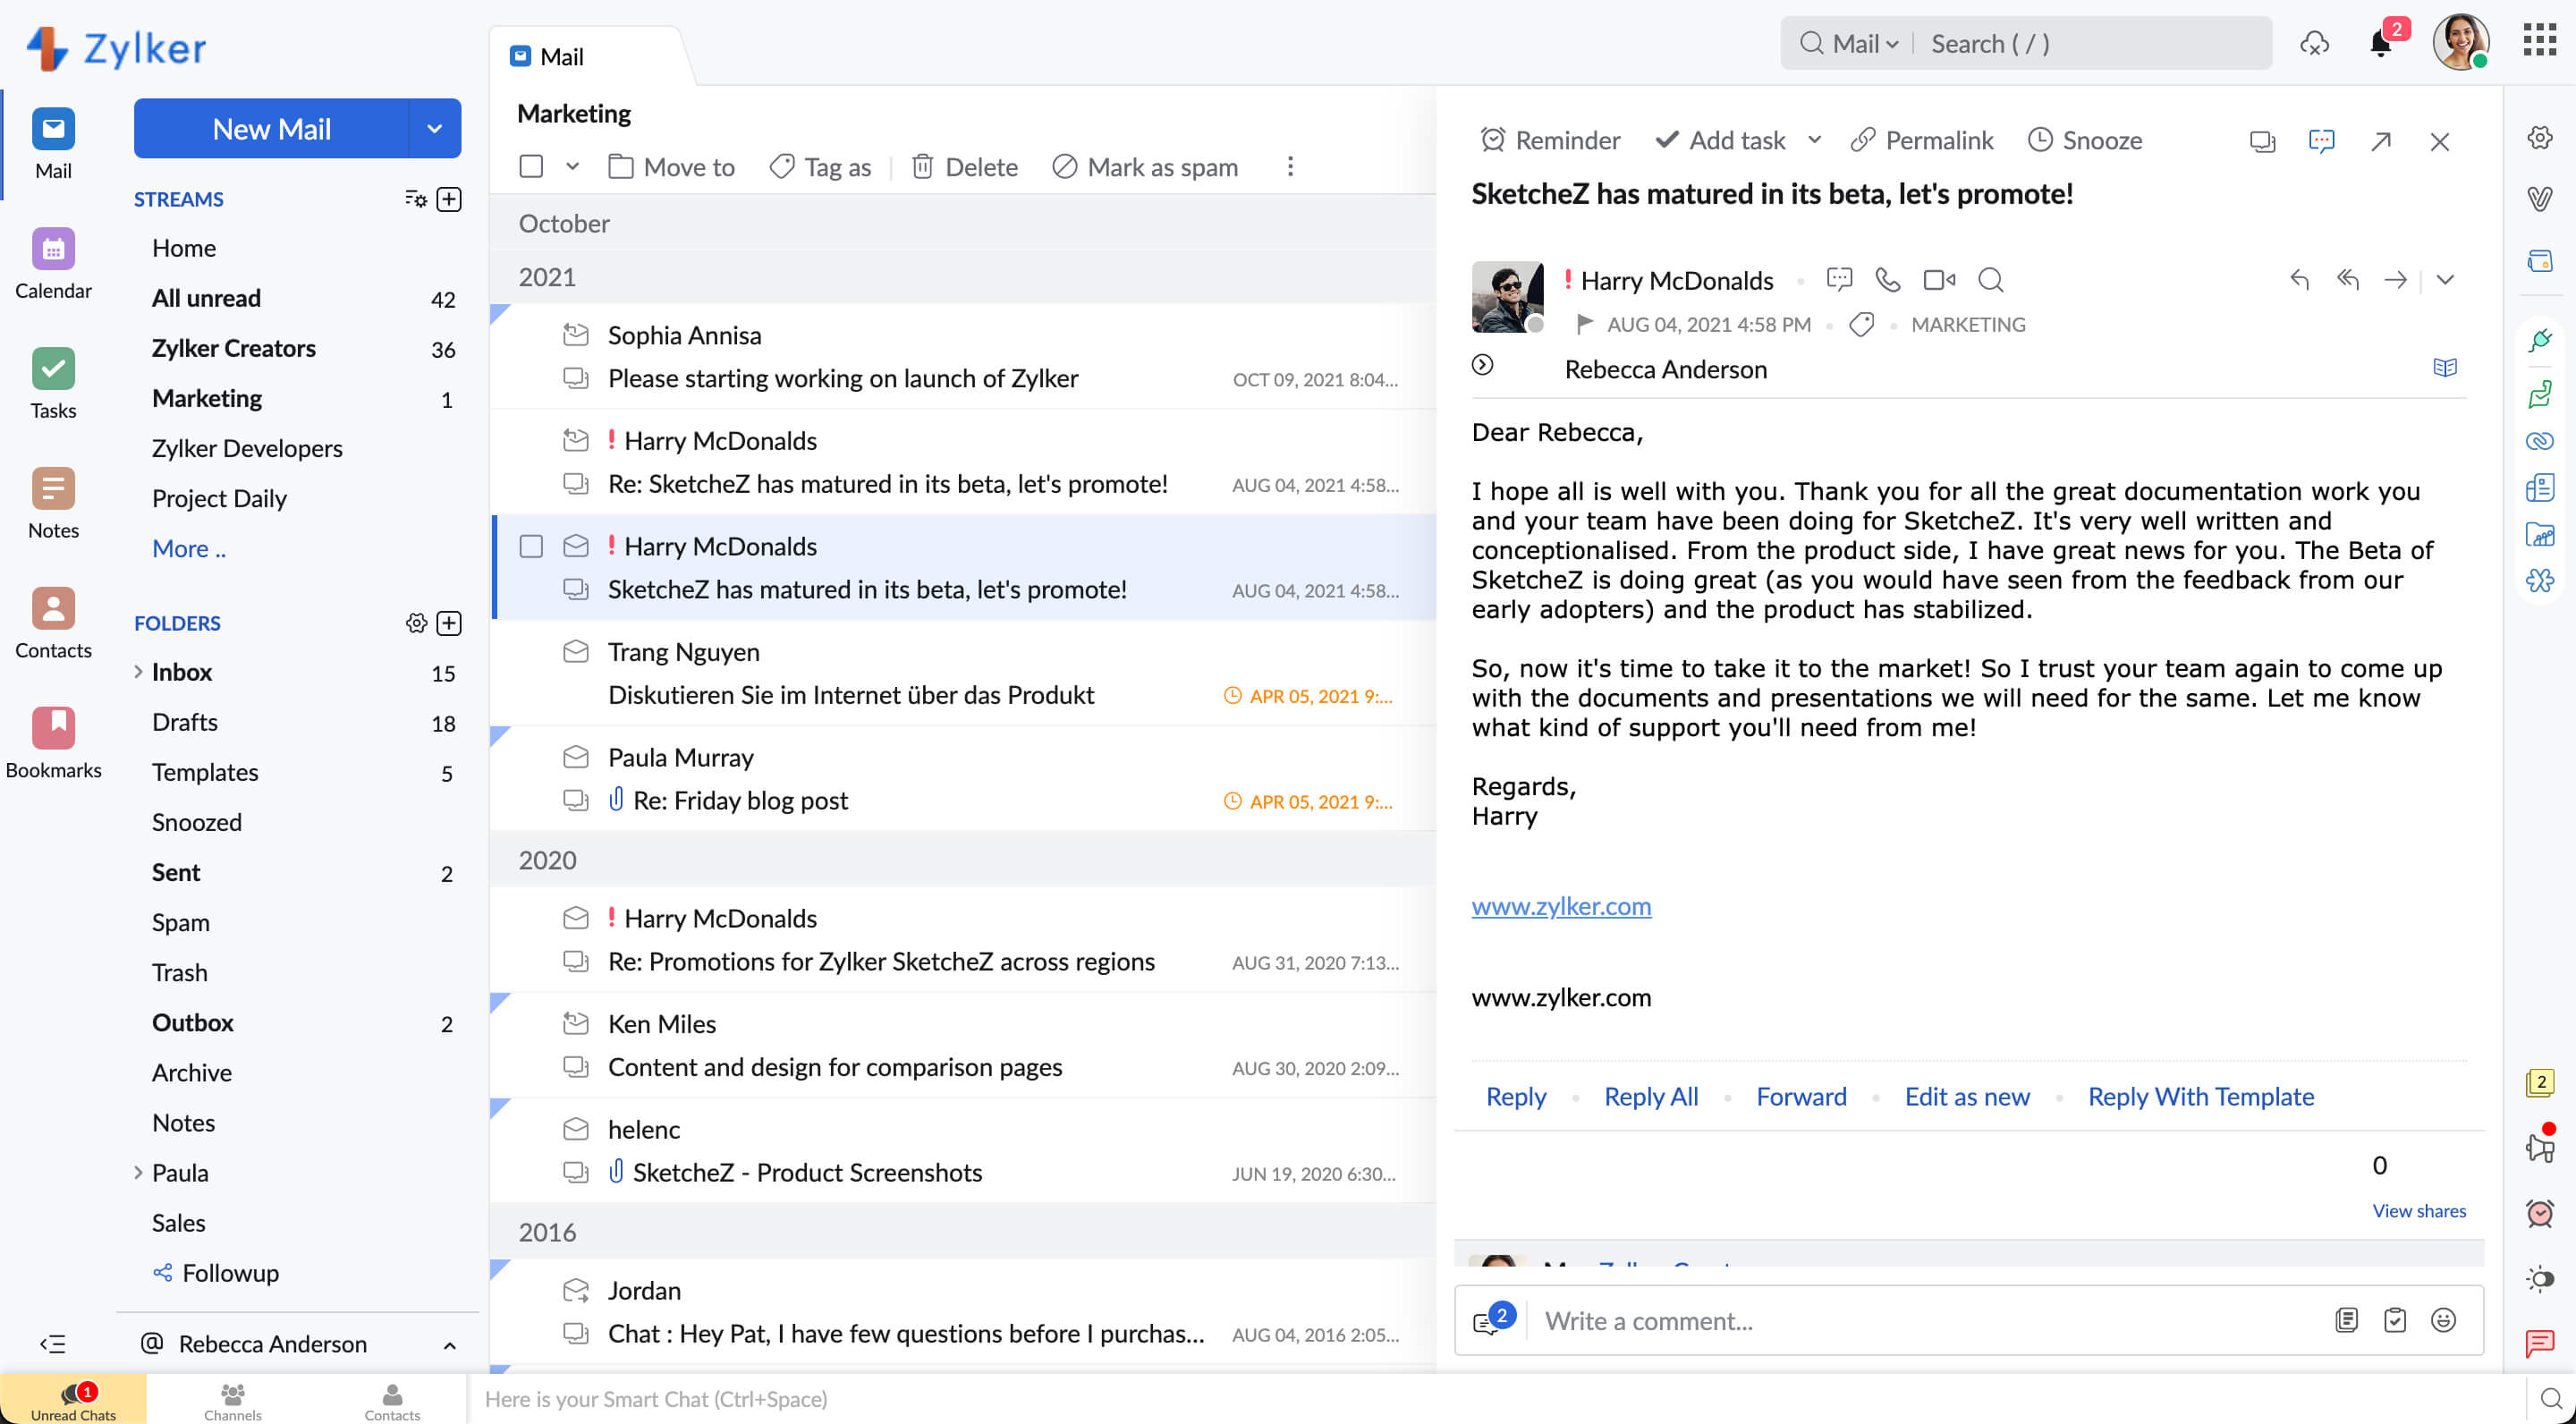 Zylker
Mail
Mail
Search ( / )
2
Mail
Calendar
Tasks
Notes
Contacts
Bookmarks
New Mail
STREAMS
Home
All unread 42
Zylker Creators 36
Marketing 1
Zylker Developers
Project Daily
More ..
FOLDERS
Inbox 15
Drafts 18
Templates 5
Snoozed
Sent 2
Spam
Trash
Outbox 2
Archive
Notes
Paula
Sales
Followup
@ Rebecca Anderson
Marketing
Move to Tag as Delete Mark as spam
October
2021
Sophia Annisa
Please starting working on launch of Zylker OCT 09, 2021 8:04...
! Harry McDonalds
Re: SketcheZ has matured in its beta, let's promote! AUG 04, 2021 4:58...
! Harry McDonalds
SketcheZ has matured in its beta, let's promote! AUG 04, 2021 4:58...
Trang Nguyen
Diskutieren Sie im Internet über das Produkt APR 05, 2021 9:...
Paula Murray
Re: Friday blog post APR 05, 2021 9:...
2020
! Harry McDonalds
Re: Promotions for Zylker SketcheZ across regions AUG 31, 2020 7:13...
Ken Miles
Content and design for comparison pages AUG 30, 2020 2:09...
helenc
SketcheZ - Product Screenshots JUN 19, 2020 6:30...
2016
Jordan
Chat : Hey Pat, I have few questions before I purchas... AUG 04, 2016 2:05...
Reminder Add task Permalink Snooze
SketcheZ has matured in its beta, let's promote!
! Harry McDonalds
AUG 04, 2021 4:58 PM MARKETING
Rebecca Anderson
Dear Rebecca,
I hope all is well with you. Thank you for all the great documentation work you
and your team have been doing for SketcheZ. It's very well written and
conceptionalised. From the product side, I have great news for you. The Beta of
SketcheZ is doing great (as you would have seen from the feedback from our
early adopters) and the product has stabilized.
So, now it's time to take it to the market! So I trust your team again to come up
with the documents and presentations we will need for the same. Let me know
what kind of support you'll need from me!
Regards,
Harry
www.zylker.com
www.zylker.com
Reply Reply All Forward Edit as new Reply With Template
0
View shares
2
Write a comment...
2
1
Unread Chats
Channels
Contacts
Here is your Smart Chat (Ctrl+Space)